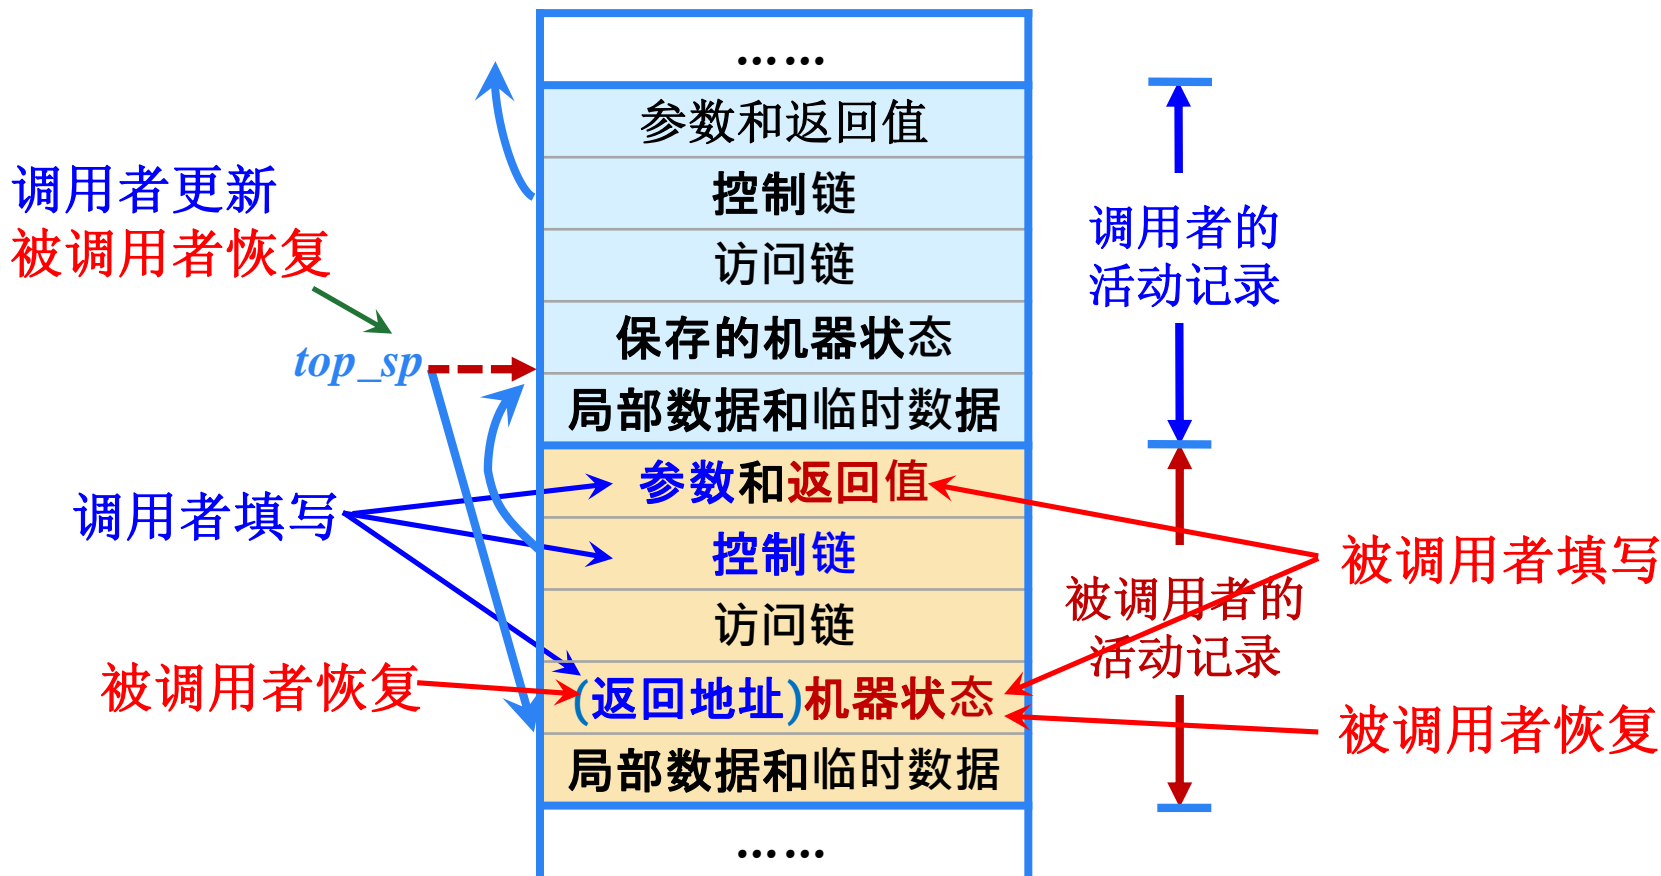 ……
参数和返回值
控制链
访问链
保存的机器状态
局部数据和临时数据
参数和返回值
控制链
访问链
(返回地址)机器状态
局部数据和临时数据
……
调用者更新
被调用者恢复
top_sp
调用者填写
被调用者恢复
调用者的
活动记录
被调用者的
活动记录
被调用者填写
被调用者恢复